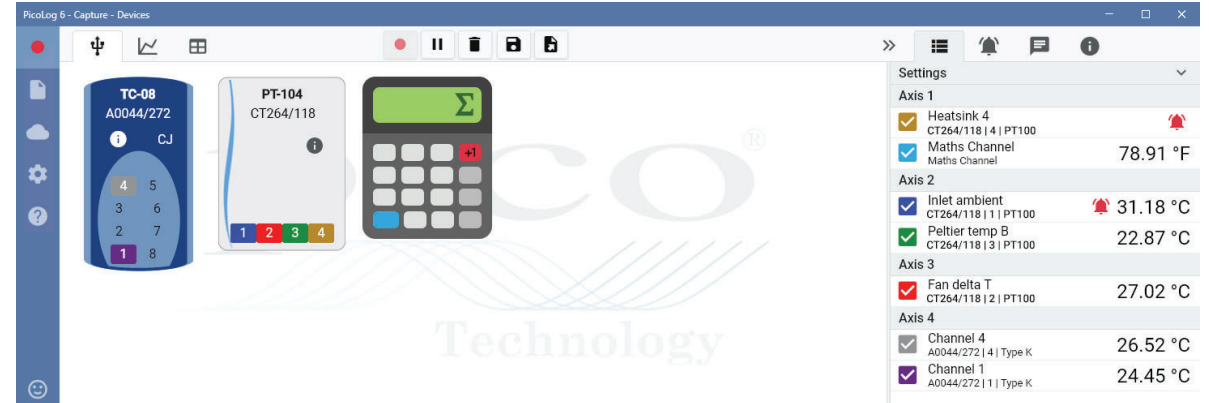 PicoLog 6 - Capture - Devices
Settings
TC-08
A0044/272
CJ
4 5
3 6
2 7
1 8
PT-104
CT264/118
1 2 3 4
Σ
+1
Axis 1
Heatsink 4
CT264/118 | 4 | PT100
Maths Channel
Maths Channel
78.91 °F
Axis 2
Inlet ambient
CT264/118 | 1 | PT100
31.18 °C
Peltier temp B
CT264/118 | 3 | PT100
22.87 °C
Axis 3
Fan delta T
CT264/118 | 2 | PT100
27.02 °C
Axis 4
Channel 4
A0044/272 | 4 | Type K
26.52 °C
Channel 1
A0044/272 | 1 | Type K
24.45 °C
pico
®
Technology